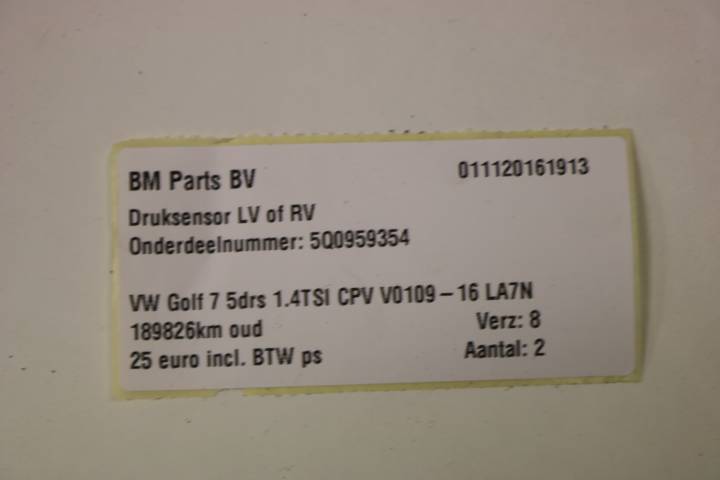 BM Parts BV 011120161913
Druksensor LV of RV
Onderdeelnummer: 5Q0959354
VW Golf 7 5drs 1.4TSI CPV V0109-16 LA7N
189826km oud Verz: 8
25 euro incl. BTW ps Aantal: 2